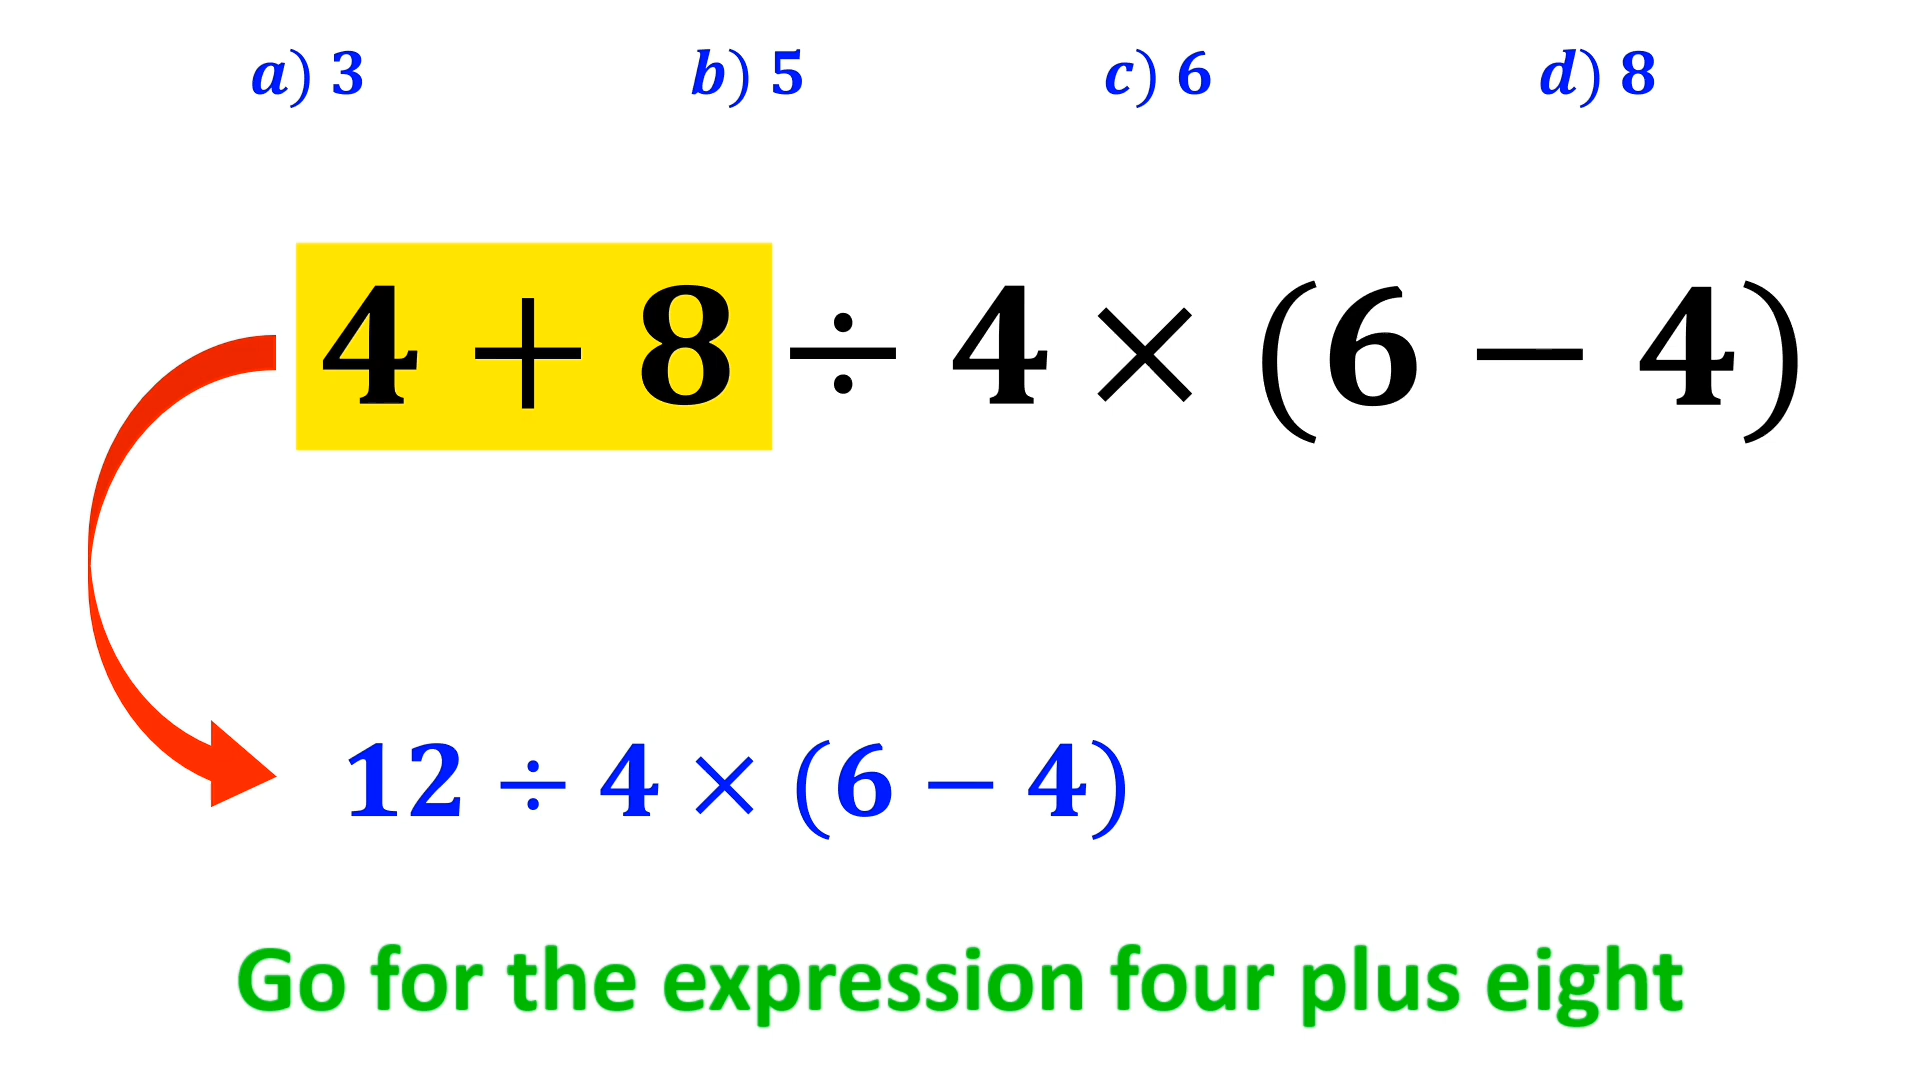 a) 3 b) 5 c) 6 d) 8
4 + 8 ÷ 4 × (6 − 4)
12 ÷ 4 × (6 − 4)
Go for the expression four plus eight